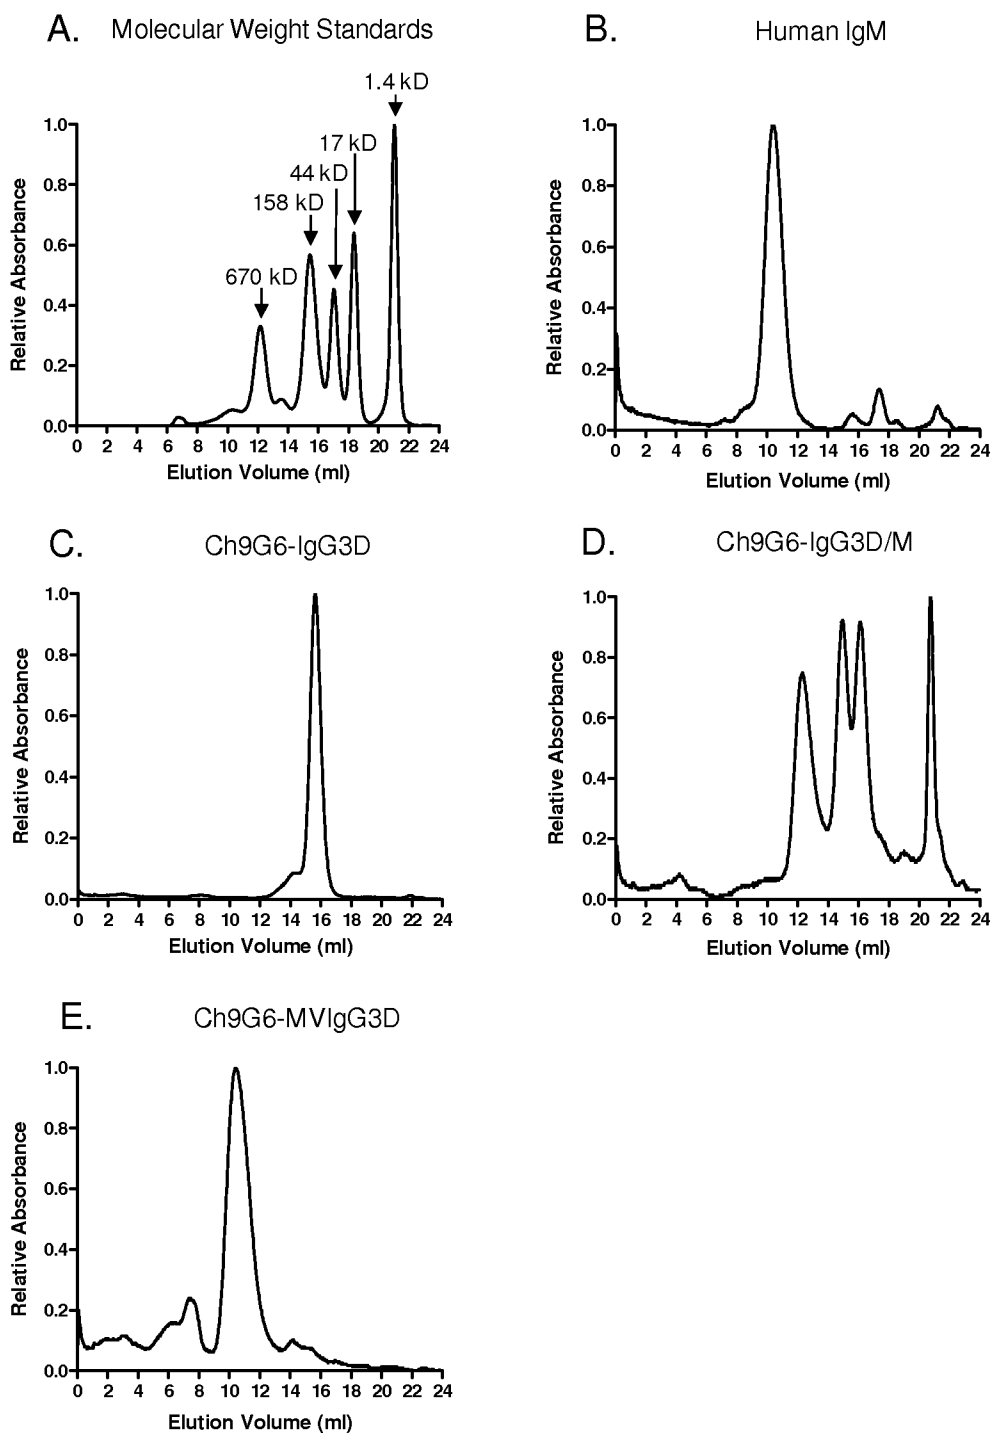 A. Molecular Weight Standards
1.4 kD
17 kD
44 kD
158 kD
670 kD
1.0
0.8
0.6
0.4
0.2
0.0
Relative Absorbance
0 2 4 6 8 10 12 14 16 18 20 22 24
Elution Volume (ml)
B. Human IgM
1.0
0.8
0.6
0.4
0.2
0.0
Relative Absorbance
0 2 4 6 8 10 12 14 16 18 20 22 24
Elution Volume (ml)
C. Ch9G6-IgG3D
1.0
0.8
0.6
0.4
0.2
0.0
Relative Absorbance
0 2 4 6 8 10 12 14 16 18 20 22 24
Elution Volume (ml)
D. Ch9G6-IgG3D/M
1.0
0.8
0.6
0.4
0.2
0.0
Relative Absorbance
0 2 4 6 8 10 12 14 16 18 20 22 24
Elution Volume (ml)
E. Ch9G6-MVIgG3D
1.0
0.8
0.6
0.4
0.2
0.0
Relative Absorbance
0 2 4 6 8 10 12 14 16 18 20 22 24
Elution Volume (ml)